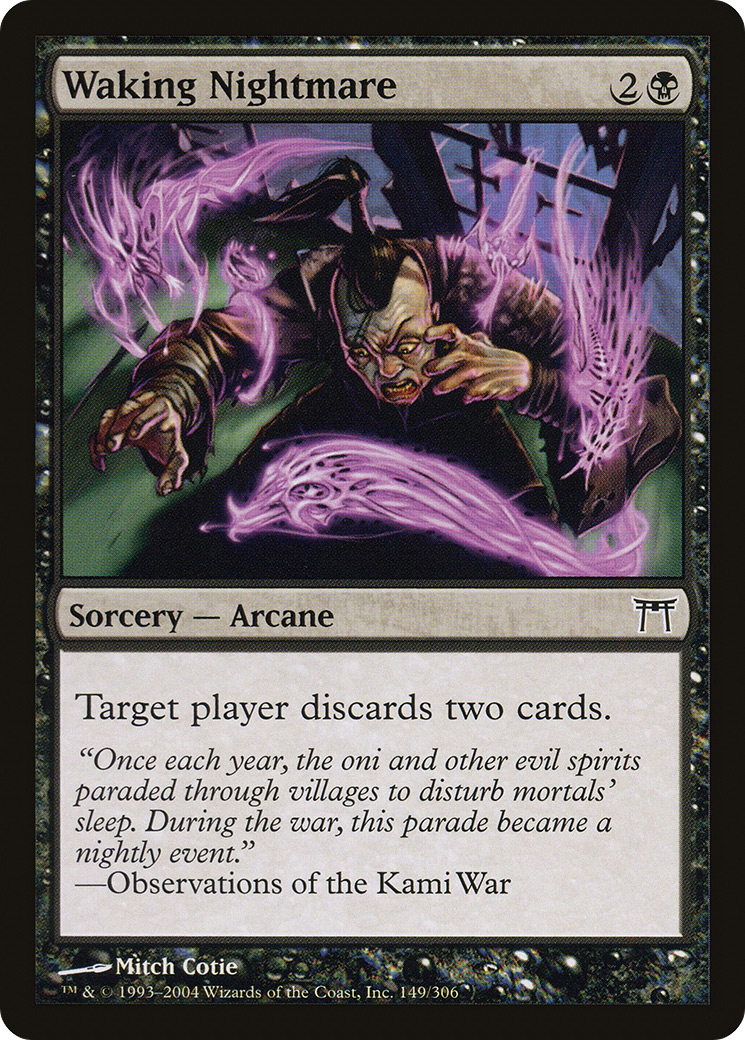 Waking Nightmare 2
Sorcery — Arcane
Target player discards two cards.
“Once each year, the oni and other evil spirits
paraded through villages to disturb mortals’
sleep. During the war, this parade became a
nightly event.”
—Observations of the Kami War
Mitch Cotie
™ & © 1993–2004 Wizards of the Coast, Inc. 149/306